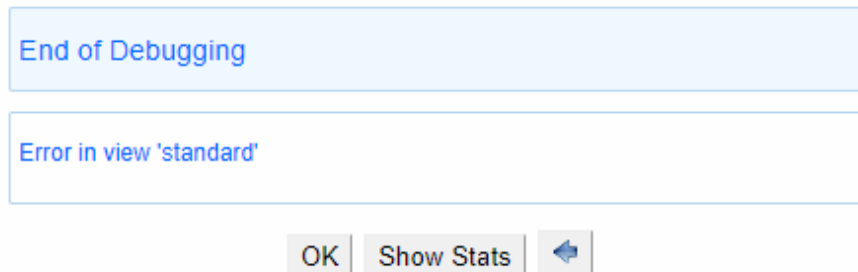 End of Debugging
Error in view 'standard'
OK Show Stats